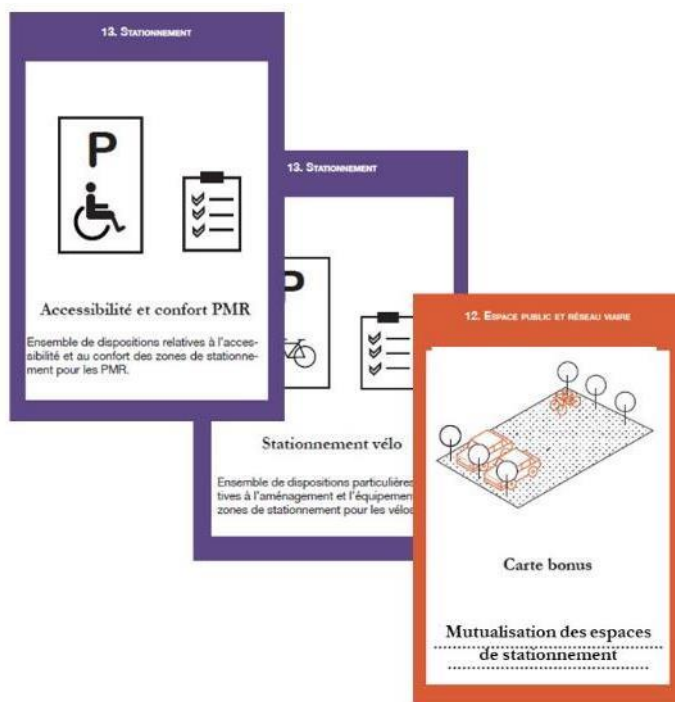 13. STATIONNEMENT
P
Accessibilité et confort PMR
Ensemble de dispositions relatives à l'acces-
sibilité et au confort des zones de stationne-
ment pour les PMR.
13. STATIONNEMENT
P
Stationnement vélo
Ensemble de dispositions particulières
tives à l'aménagement et l'équipement
zones de stationnement pour les vélos
12. ESPACE PUBLIC ET RÉSEAU VIAIRE
Carte bonus
Mutualisation des espaces
de stationnement